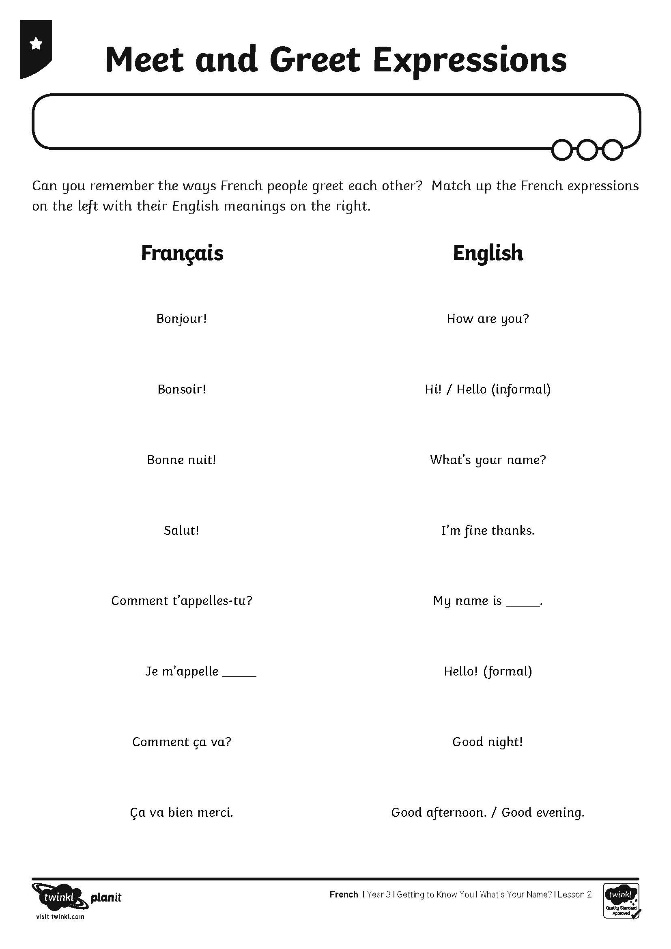 Meet and Greet Expressions
Can you remember the ways French people greet each other?  Match up the French expressions
on the left with their English meanings on the right.
Français English
Bonjour! How are you?
Bonsoir! Hi! / Hello (informal)
Bonne nuit! What's your name?
Salut! I'm fine thanks.
Comment t'appelles-tu? My name is _____.
Je m'appelle _____ Hello! (formal)
Comment ça va? Good night!
Ça va bien merci. Good afternoon. / Good evening.
twinkl planit
visit twinkl.com
French | Year 3 | Getting to Know You | What's Your Name? | Lesson 2
twinkl
Quality Standard
Approved